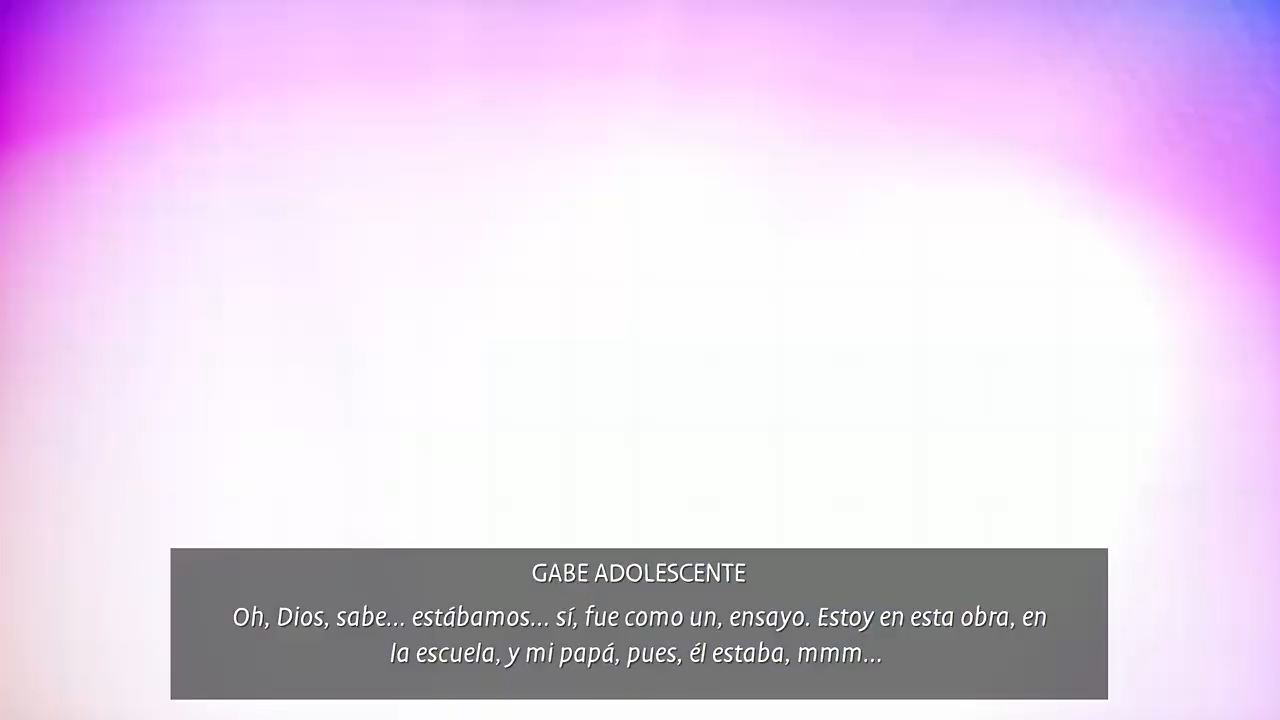 GABE ADOLESCENTE
Oh, Dios, sabe... estábamos... sí, fue como un, ensayo. Estoy en esta obra, en
la escuela, y mi papá, pues, él estaba, mmm...